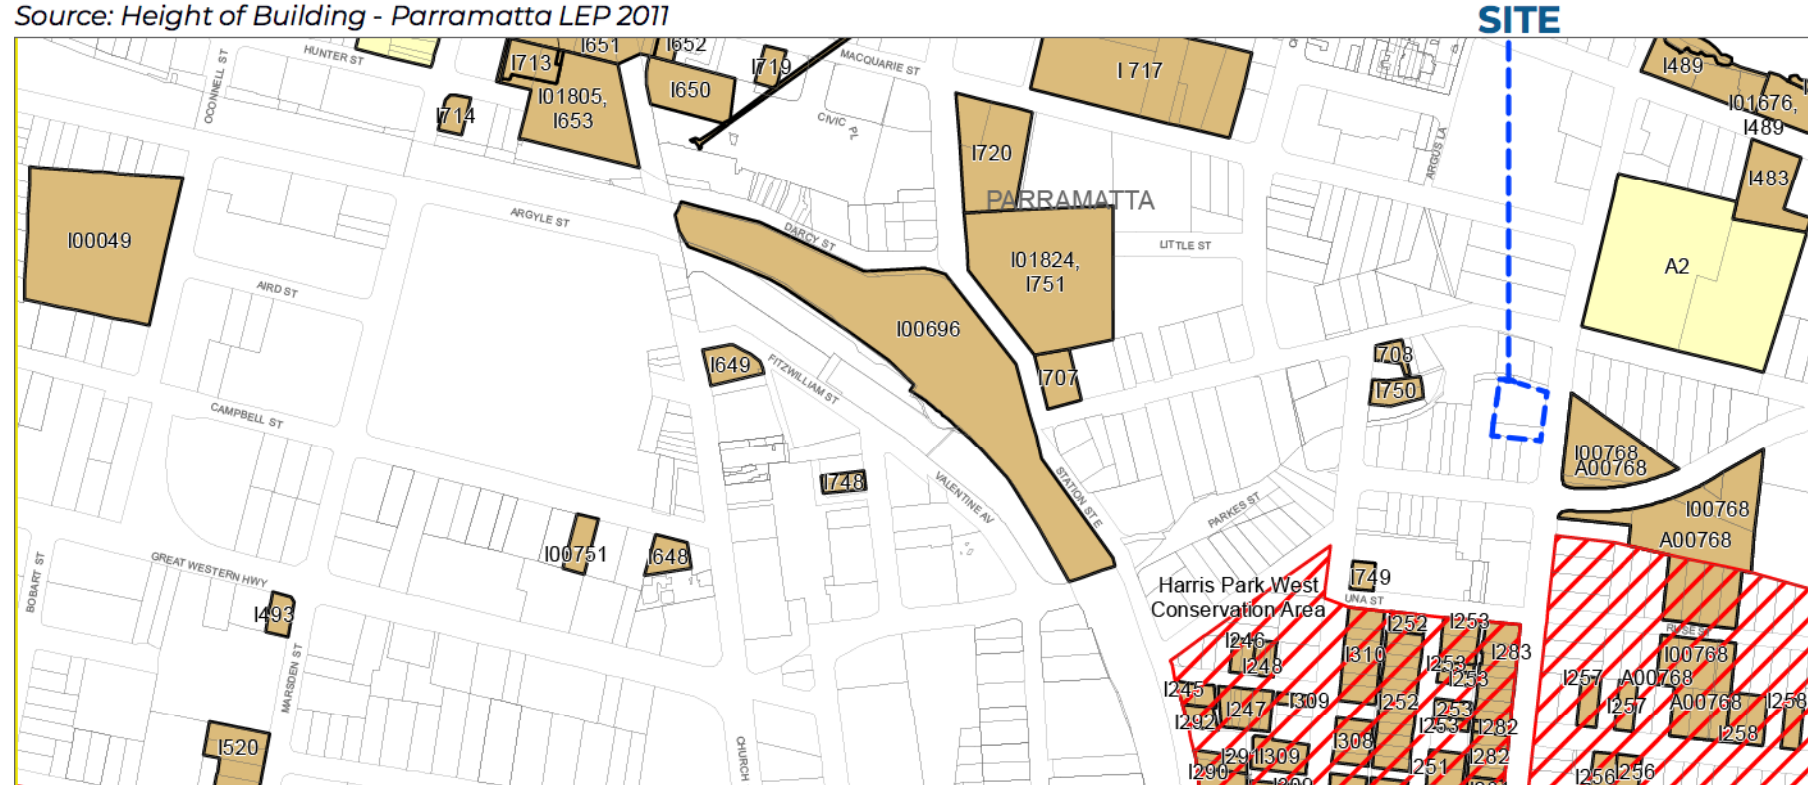 Source: Height of Building - Parramatta LEP 2011
SITE
HUNTER ST
OCONNELL ST
I713
I651
I652
I719
MACQUARIE ST
I 717
I489
I01805,
I653
I650
I714
CIVIC PL
ARGUS LA
I01676,
I489
I720
I483
PARRAMATTA
I00049
ARGYLE ST
DARCY ST
LITTLE ST
I01824,
I751
A2
AIRD ST
I00696
I649
FITZWILLIAM ST
I707
708
I750
CAMPBELL ST
I748
VALENTINE AV
STATION ST E
PARKES ST
I00768
A00768
I00768
A00768
I00751
I648
GREAT WESTERN HWY
BOBART ST
I493
MARSDEN ST
I749
UNA ST
Harris Park West
Conservation Area
I246
I248
I310
I252
I253
I283
I253
I253
RUSE ST
I00768
I245
I247
I309
I252
I253
I253
I282
I292
I257
I257
A00768
A00768
I258
I258
I520
CHURCH
I291
I309
I308
I251
I282
I290
I256
I256